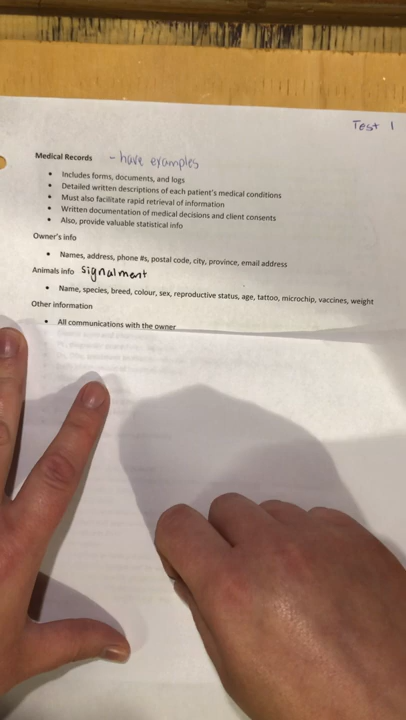 Test 1
Medical Records - have examples
• Includes forms, documents, and logs
• Detailed written descriptions of each patient's medical conditions
• Must also facilitate rapid retrieval of information
• Written documentation of medical decisions and client consents
• Also, provide valuable statistical info
Owner's info
• Names, address, phone #s, postal code, city, province, email address
Animals info Signalment
• Name, species, breed, colour, sex, reproductive status, age, tattoo, microchip, vaccines, weight
Other information
• All communications with the owner